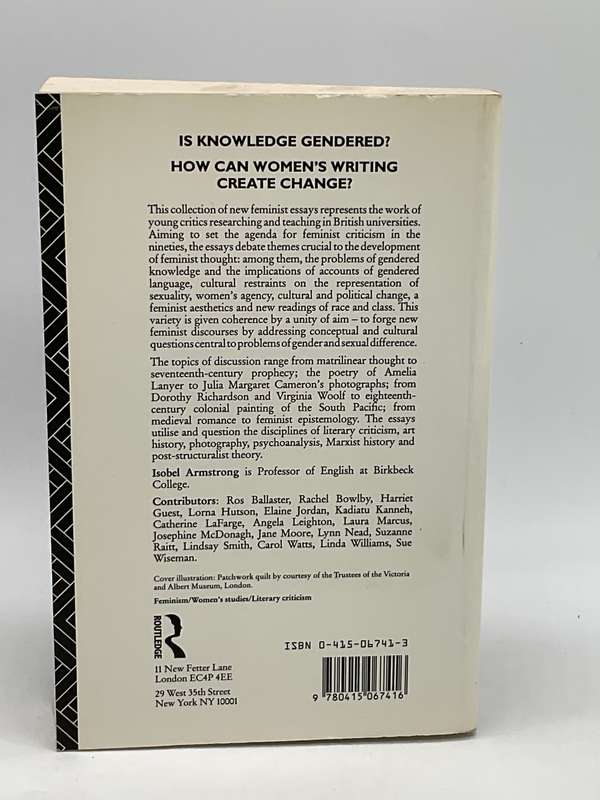 IS KNOWLEDGE GENDERED?
HOW CAN WOMEN'S WRITING
CREATE CHANGE?
This collection of new feminist essays represents the work of
young critics researching and teaching in British universities.
Aiming to set the agenda for feminist criticism in the
nineties, the essays debate themes crucial to the development
of feminist thought: among them, the problems of gendered
knowledge and the implications of accounts of gendered
language, cultural restraints on the representation of
sexuality, women's agency, cultural and political change, a
feminist aesthetics and new readings of race and class. This
variety is given coherence by a unity of aim – to forge new
feminist discourses by addressing conceptual and cultural
questions central to problems of gender and sexual difference.
The topics of discussion range from matrilinear thought to
seventeenth-century prophecy; the poetry of Amelia
Lanyer to Julia Margaret Cameron's photographs; from
Dorothy Richardson and Virginia Woolf to eighteenth-
century colonial painting of the South Pacific; from
medieval romance to feminist epistemology. The essays
utilise and question the disciplines of literary criticism, art
history, photography, psychoanalysis, Marxist history and
post-structuralist theory.
Isobel Armstrong is Professor of English at Birkbeck
College.
Contributors: Ros Ballaster, Rachel Bowlby, Harriet
Guest, Lorna Hutson, Elaine Jordan, Kadiatu Kanneh,
Catherine LaFarge, Angela Leighton, Laura Marcus,
Josephine McDonagh, Jane Moore, Lynn Nead, Suzanne
Raitt, Lindsay Smith, Carol Watts, Linda Williams, Sue
Wiseman.
Cover illustration: Patchwork quilt by courtesy of the Trustees of the Victoria
and Albert Museum, London.
Feminism/Women's studies/Literary criticism
ROUTLEDGE
11 New Fetter Lane
London EC4P 4EE
29 West 35th Street
New York NY 10001
ISBN 0-415-06741-3
9 780415 067416